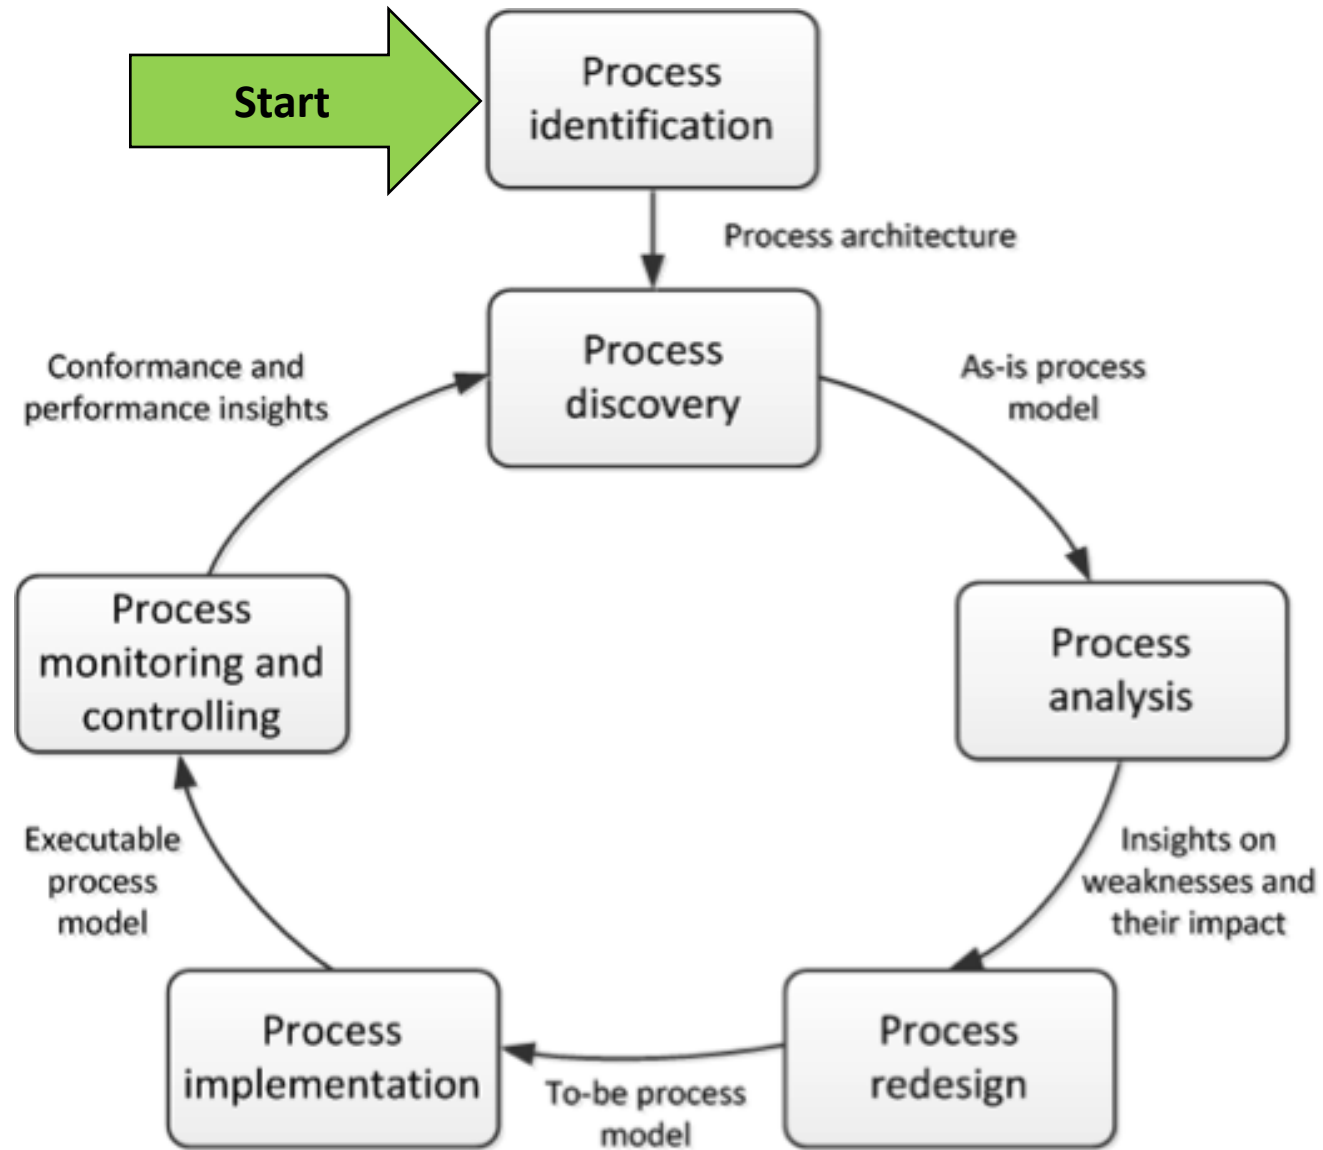 Start
Process
identification
Process architecture
Process
discovery
Conformance and
performance insights
As-is process
model
Process
monitoring and
controlling
Process
analysis
Executable
process
model
Insights on
weaknesses and
their impact
Process
implementation
To-be process
model
Process
redesign